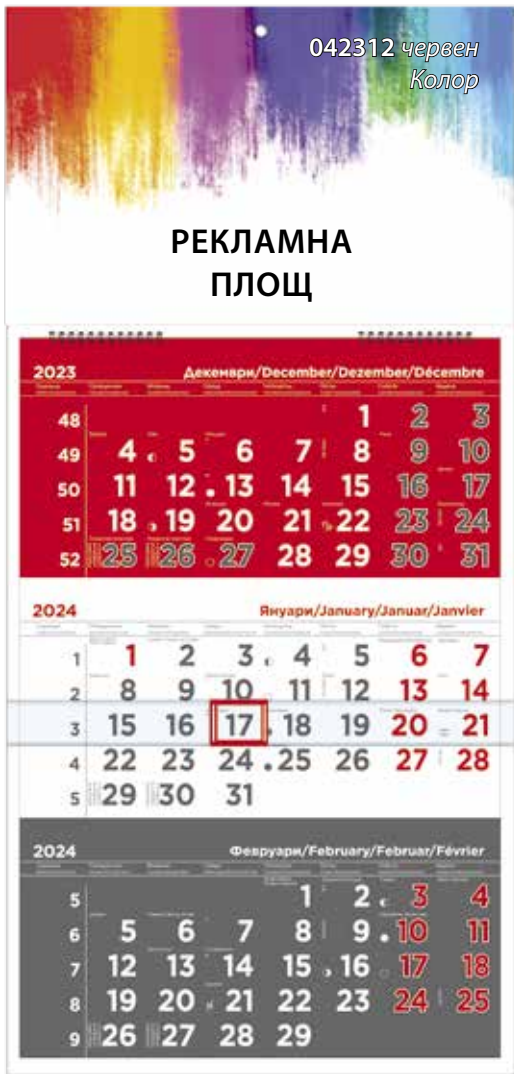 042312 червен
Колор
РЕКЛАМНА
ПЛОЩ
2023 Декември/December/Dezember/Décembre
48 1 2 3
49 4 5 6 7 8 9 10
50 11 12 13 14 15 16 17
51 18 19 20 21 22 23 24
52 25 26 27 28 29 30 31
2024 Януари/January/Januar/Janvier
1 1 2 3 4 5 6 7
2 8 9 10 11 12 13 14
3 15 16 17 18 19 20 21
4 22 23 24 25 26 27 28
5 29 30 31
2024 Февруари/February/Februar/Février
5 1 2 3 4
6 5 6 7 8 9 10 11
7 12 13 14 15 16 17 18
8 19 20 21 22 23 24 25
9 26 27 28 29